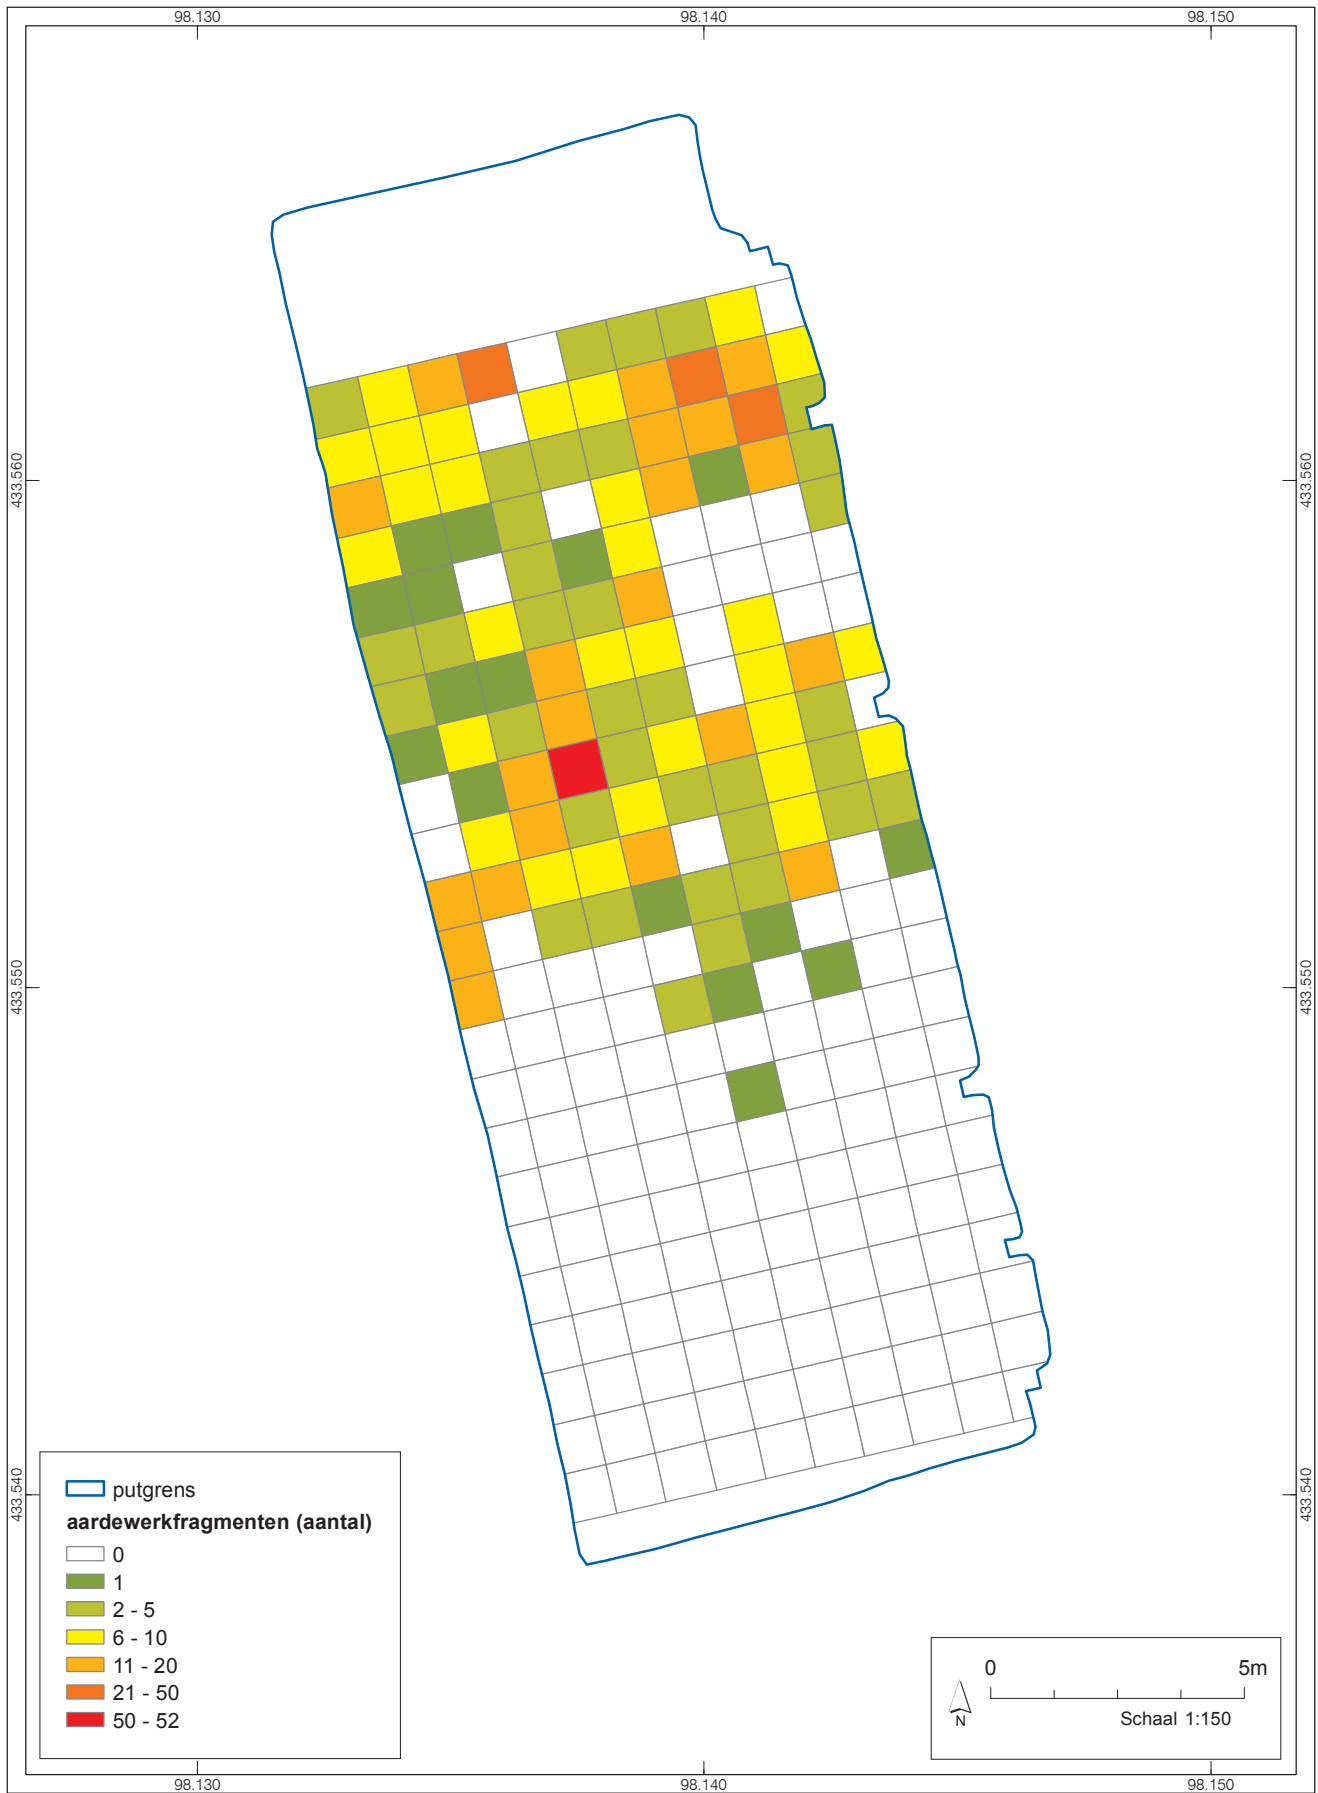 98.130 98.140 98.150
433.560 433.560
433.550 433.550
433.540 433.540
putgrens
aardewerkfragmenten (aantal)
0
1
2 - 5
6 - 10
11 - 20
21 - 50
50 - 52
0 5m
N
Schaal 1:150
98.130 98.140 98.150